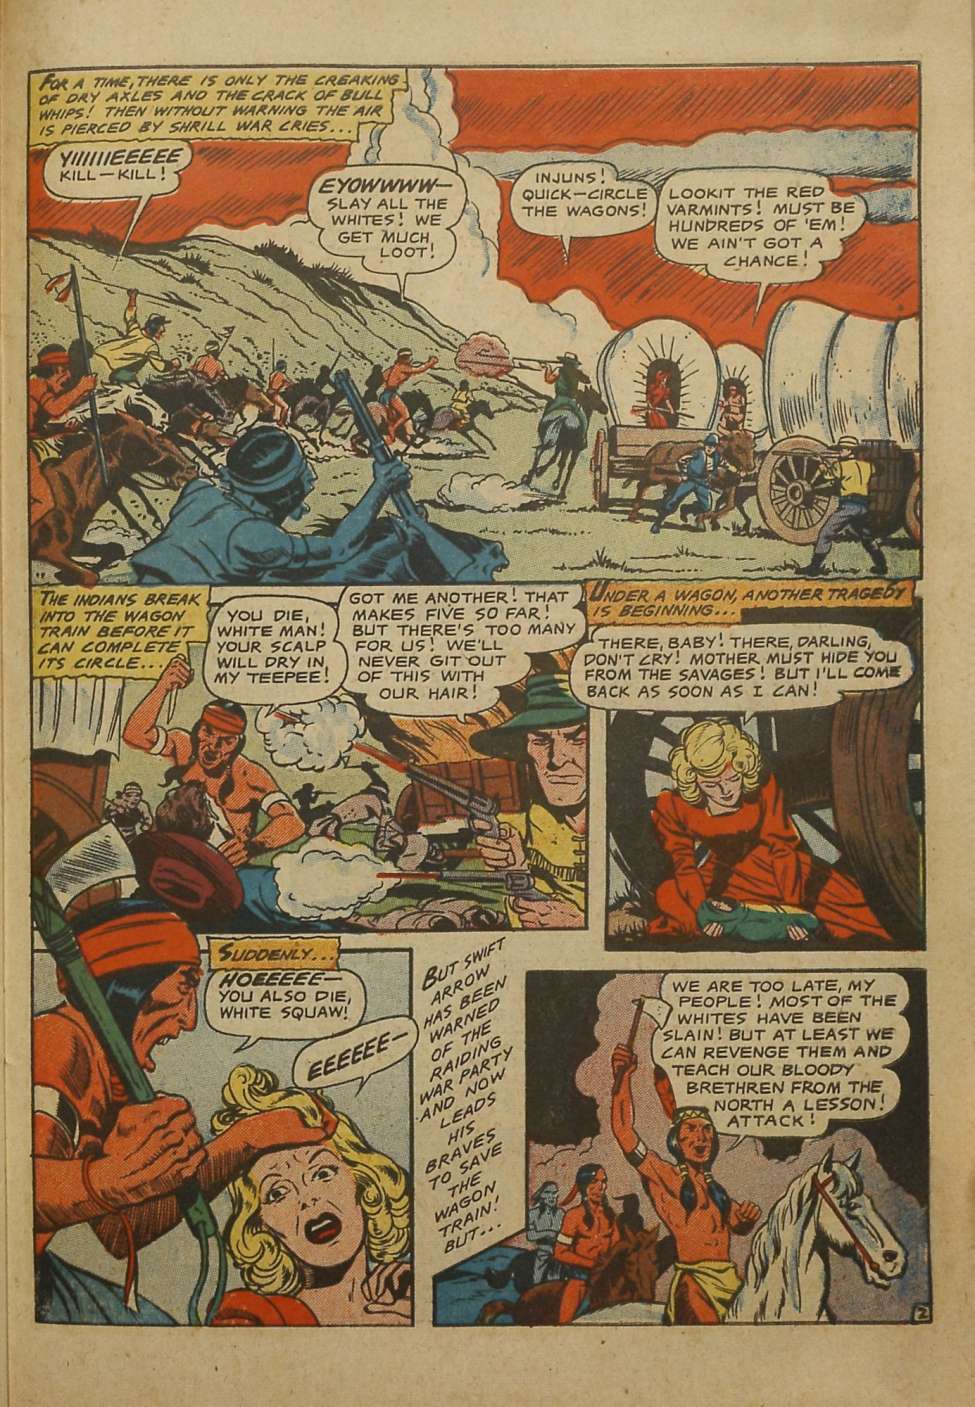 FOR A TIME, THERE IS ONLY THE CREAKING
OF DRY AXLES AND THE CRACK OF BULL
WHIPS! THEN WITHOUT WARNING THE AIR
IS PIERCED BY SHRILL WAR CRIES...
YIIIIIIEEEEE
KILL-KILL!
EYOWWWW-
SLAY ALL THE
WHITES! WE
GET MUCH
LOOT!
INJUNS!
QUICK-CIRCLE
THE WAGONS!
LOOKIT THE RED
VARMINTS! MUST BE
HUNDREDS OF 'EM!
WE AIN'T GOT A
CHANCE!
THE INDIANS BREAK
INTO THE WAGON
TRAIN BEFORE IT
CAN COMPLETE
ITS CIRCLE...
YOU DIE,
WHITE MAN!
YOUR SCALP
WILL DRY IN
MY TEEPEE!
GOT ME ANOTHER! THAT
MAKES FIVE SO FAR!
BUT THERE'S TOO MANY
FOR US! WE'LL
NEVER GIT OUT
OF THIS WITH
OUR HAIR!
UNDER A WAGON, ANOTHER TRAGEDY
IS BEGINNING...
THERE, BABY! THERE, DARLING,
DON'T CRY! MOTHER MUST HIDE YOU
FROM THE SAVAGES! BUT I'LL COME
BACK AS SOON AS I CAN!
SUDDENLY...
HOEEEEE-
YOU ALSO DIE,
WHITE SQUAW!
EEEEEE-
BUT SWIFT
ARROW
HAS BEEN
WARNED
OF THE
RAIDING
WAR PARTY
AND NOW
LEADS
HIS
BRAVES
TO SAVE
THE
WAGON
TRAIN!
BUT...
WE ARE TOO LATE, MY
PEOPLE! MOST OF THE
WHITES HAVE BEEN
SLAIN! BUT AT LEAST WE
CAN REVENGE THEM AND
TEACH OUR BLOODY
BRETHREN FROM THE
NORTH A LESSON!
ATTACK!
2